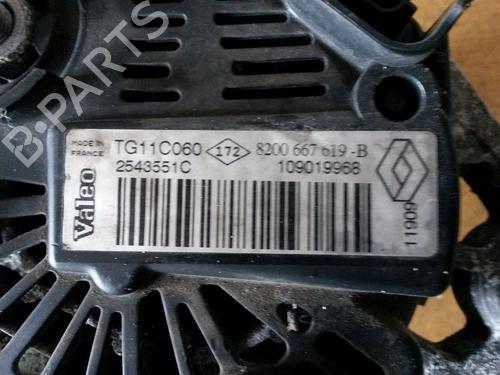 B-PARTS
MADE IN
FRANCE
TG11C060 172 8200 667 619 -B
2543551C 109019968
Valeo
11909